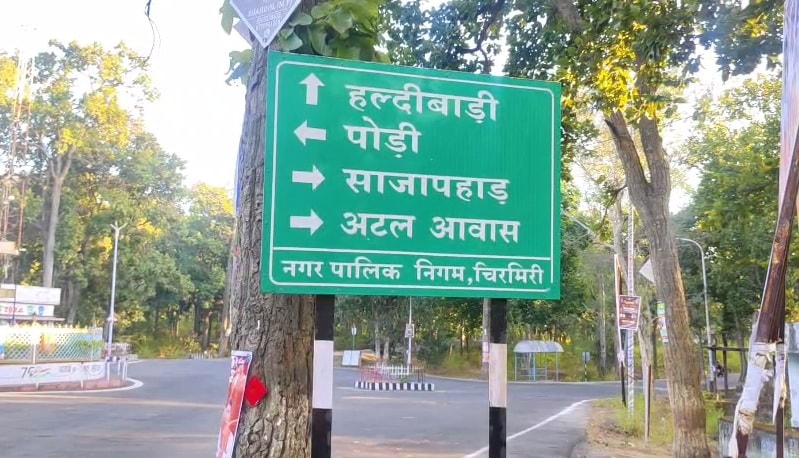 हल्दीबाड़ी
पोड़ी
साजापहाड़
अटल आवास
नगर पालिक निगम,चिरमिरी